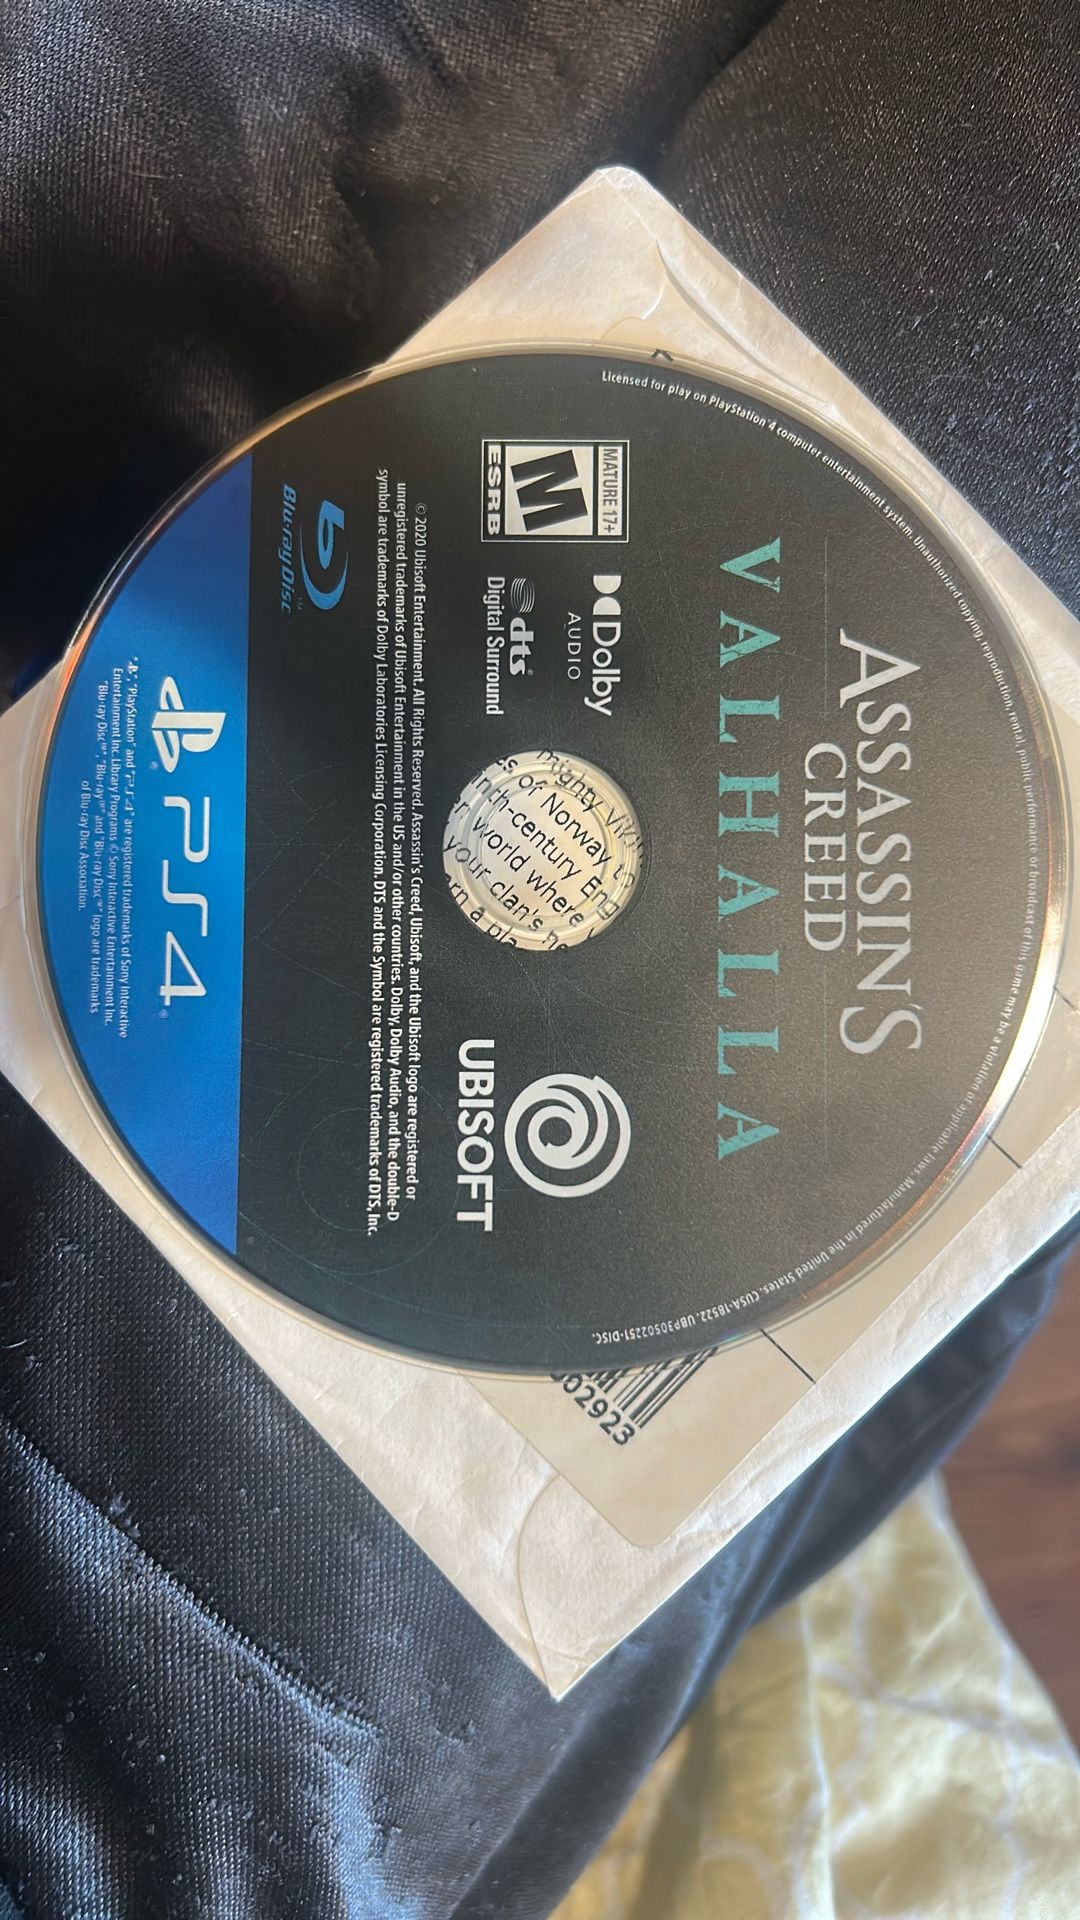 Licensed for play on PlayStation 4 computer entertainment system. Unauthorized copying, reproduction, rental, public performance or broadcast of this game may be a violation of applicable laws. Manufactured in the United States. CUSA-18522. UBP30502251-DISC.
ASSASSIN'S
CREED
VALHALLA
MATURE 17+
M
ESRB
Dolby
AUDIO
dts
Digital Surround
mighty
of Norway
century
world where
your clan's
UBISOFT
© 2020 Ubisoft Entertainment. All Rights Reserved. Assassin's Creed, Ubisoft, and the Ubisoft logo are registered or
unregistered trademarks of Ubisoft Entertainment in the US and/or other countries. Dolby, Dolby Audio, and the double-D
symbol are trademarks of Dolby Laboratories Licensing Corporation. DTS and the Symbol are registered trademarks of DTS, Inc.
Blu-ray Disc™
PS4®
"PlayStation" and "PS4" are registered trademarks of Sony Interactive
Entertainment Inc. Library Programs © Sony Interactive Entertainment Inc.
"Blu-ray Disc™", "Blu-ray™" and "Blu-ray Disc™" logo are trademarks
of Blu-ray Disc Association.
02923